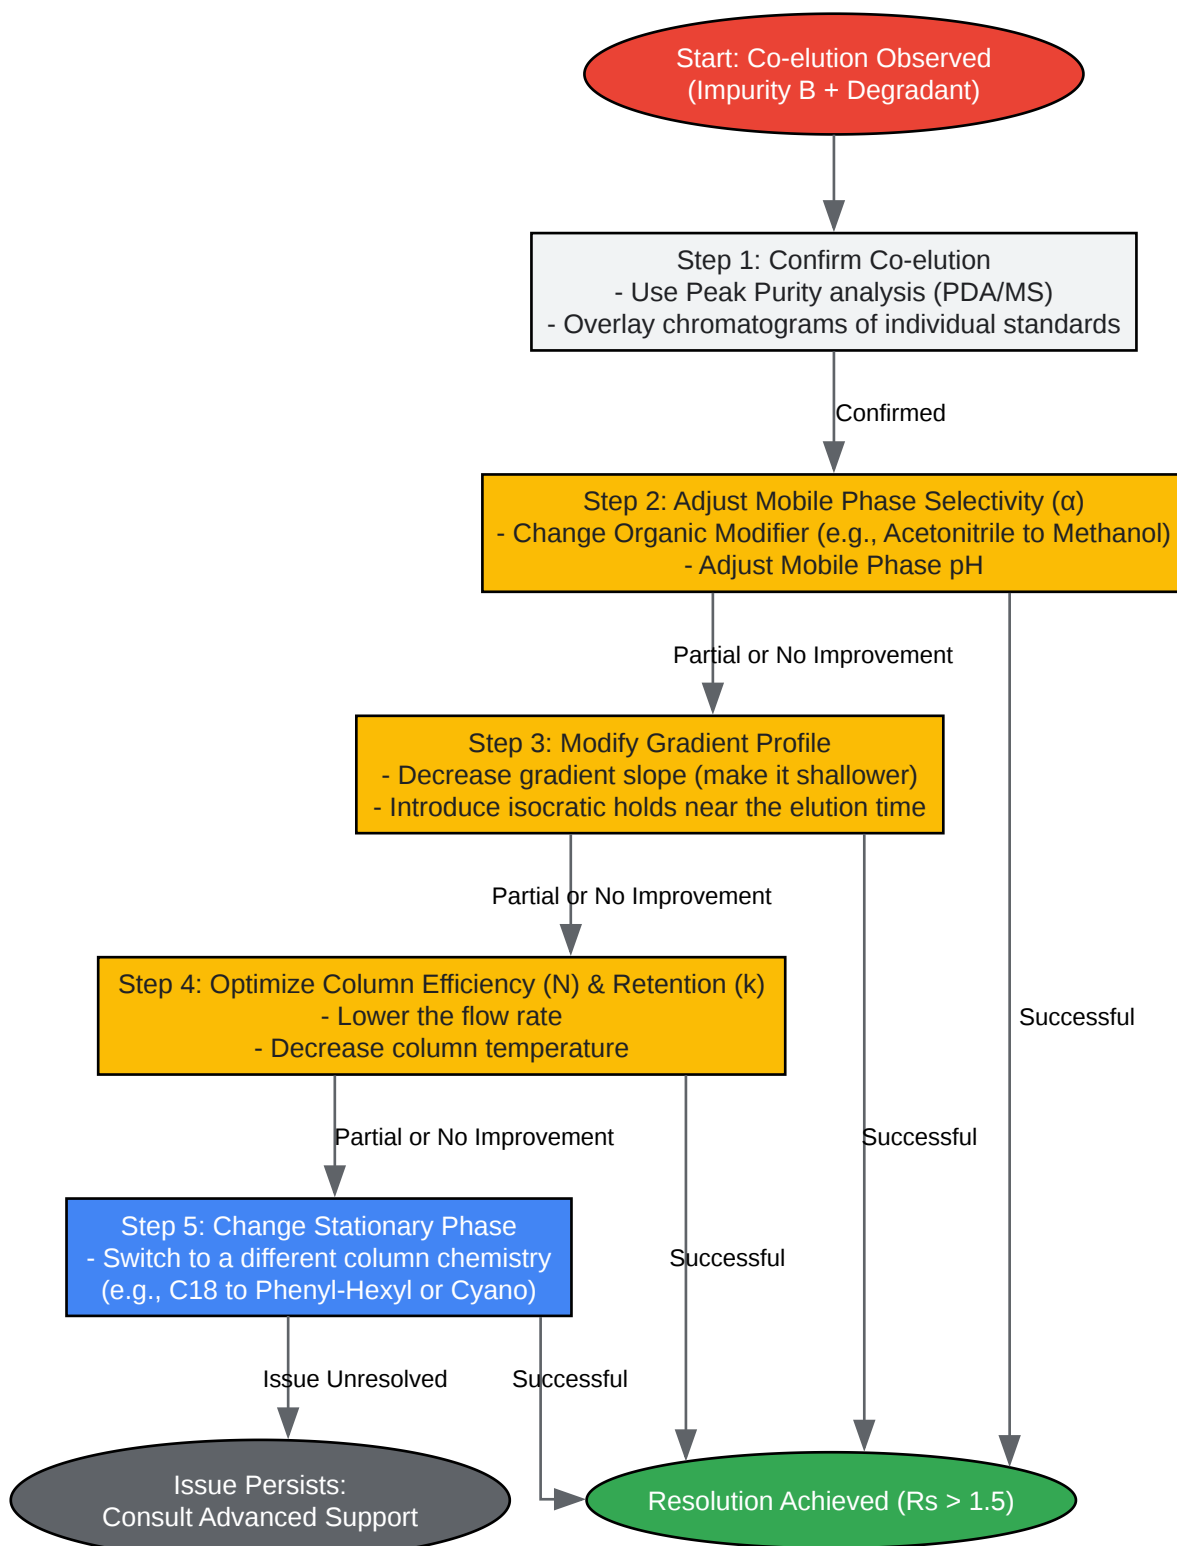 Start: Co-elution Observed
(Impurity B + Degradant)
Step 1: Confirm Co-elution
- Use Peak Purity analysis (PDA/MS)
- Overlay chromatograms of individual standards
Confirmed
Step 2: Adjust Mobile Phase Selectivity (α)
- Change Organic Modifier (e.g., Acetonitrile to Methanol)
- Adjust Mobile Phase pH
Partial or No Improvement
Step 3: Modify Gradient Profile
- Decrease gradient slope (make it shallower)
- Introduce isocratic holds near the elution time
Partial or No Improvement
Step 4: Optimize Column Efficiency (N) & Retention (k)
- Lower the flow rate
- Decrease column temperature
Successful
Partial or No Improvement
Successful
Step 5: Change Stationary Phase
- Switch to a different column chemistry
(e.g., C18 to Phenyl-Hexyl or Cyano)
Successful
Issue Unresolved
Successful
Issue Persists:
Consult Advanced Support
Resolution Achieved (Rs > 1.5)